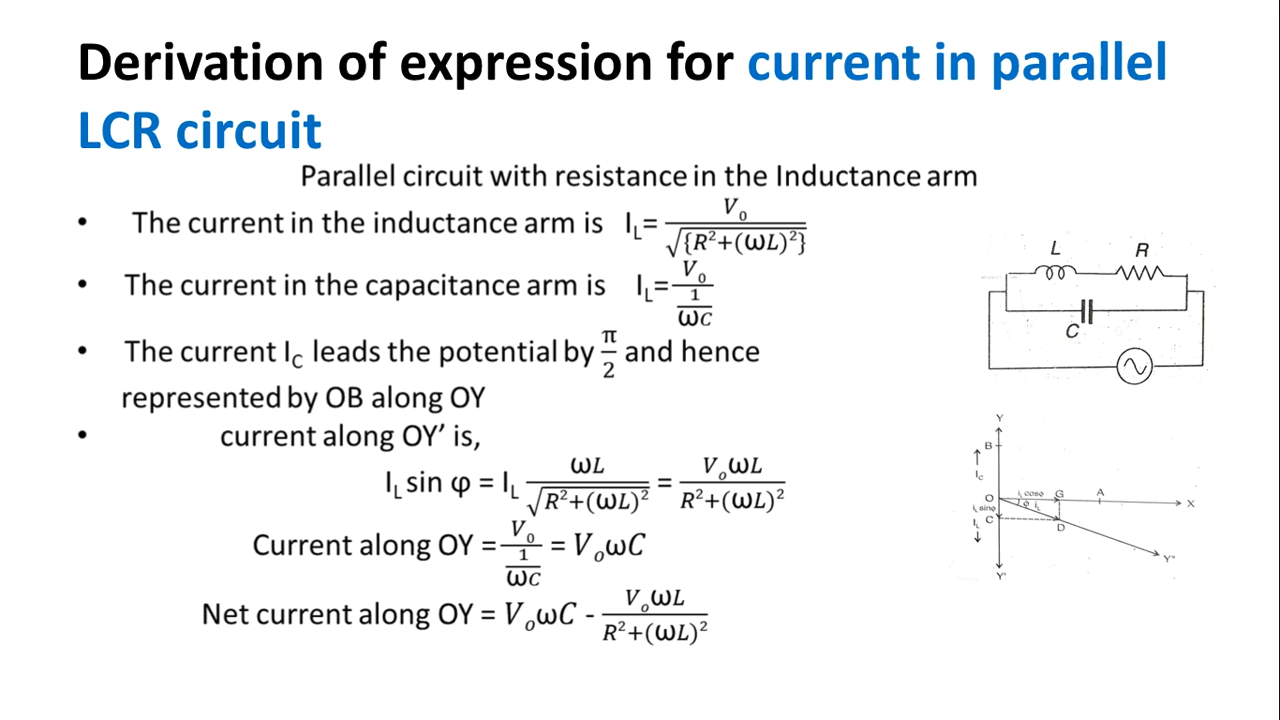 Derivation of expression for current in parallel
LCR circuit
Parallel circuit with resistance in the Inductance arm
• The current in the inductance arm is I_L= V_0 / √{R²+(ωL)²}
• The current in the capacitance arm is I_L= V_0 / (1/ωC)
• The current I_C leads the potential by π/2 and hence
represented by OB along OY
• current along OY’ is,
I_L sin φ = I_L ωL / √R²+(ωL)² = V_oωL / R²+(ωL)²
Current along OY = V_o / (1/ωC) = V_oωC
Net current along OY = V_oωC - V_oωL / R²+(ωL)²
L R
C
Y
B
I_C
O i_L cosφ G A X
φ I_L
i_L sinφ
C
I_L D
Y"
Y'